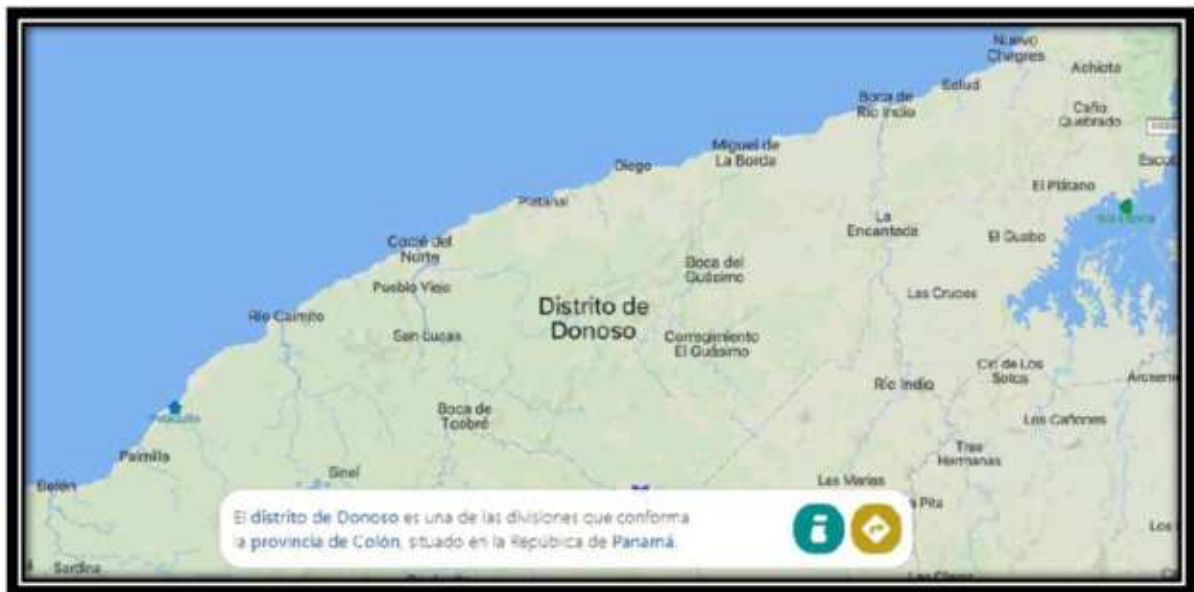 Nuevo
Chagres
Achiote
Salud
Boca de
Río Indio
Caño
Quebrado
Miguel de
La Borda
Diego
El Plátano
Platanal
La
Encantada
El Guabo
Coclé del
Norte
Boca del
Guásimo
Pueblo Viejo
Las Cruces
Distrito de
Donoso
Río Caimito
San Lucas
Corregimiento
El Guásimo
Cirí de Los
Sotos
Río Indio
Boca de
Toabré
Los Cañones
Palmilla
Tres
Hermanas
Sinaí
Las Marías
Belén
Pita
El distrito de Donoso es una de las divisiones que conforma
la provincia de Colón, situado en la República de Panamá.
Sardina